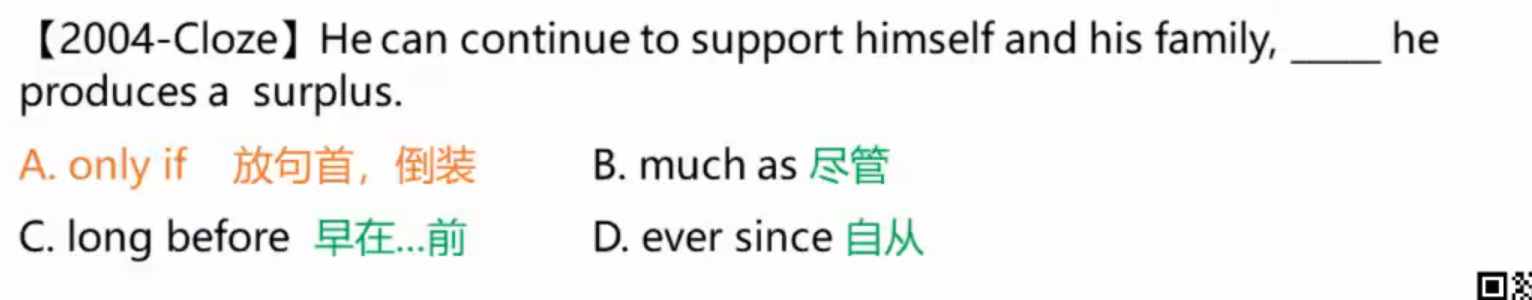 【2004-Cloze】He can continue to support himself and his family, _____ he
produces a surplus.
A. only if 放句首，倒装 B. much as 尽管
C. long before 早在...前 D. ever since 自从